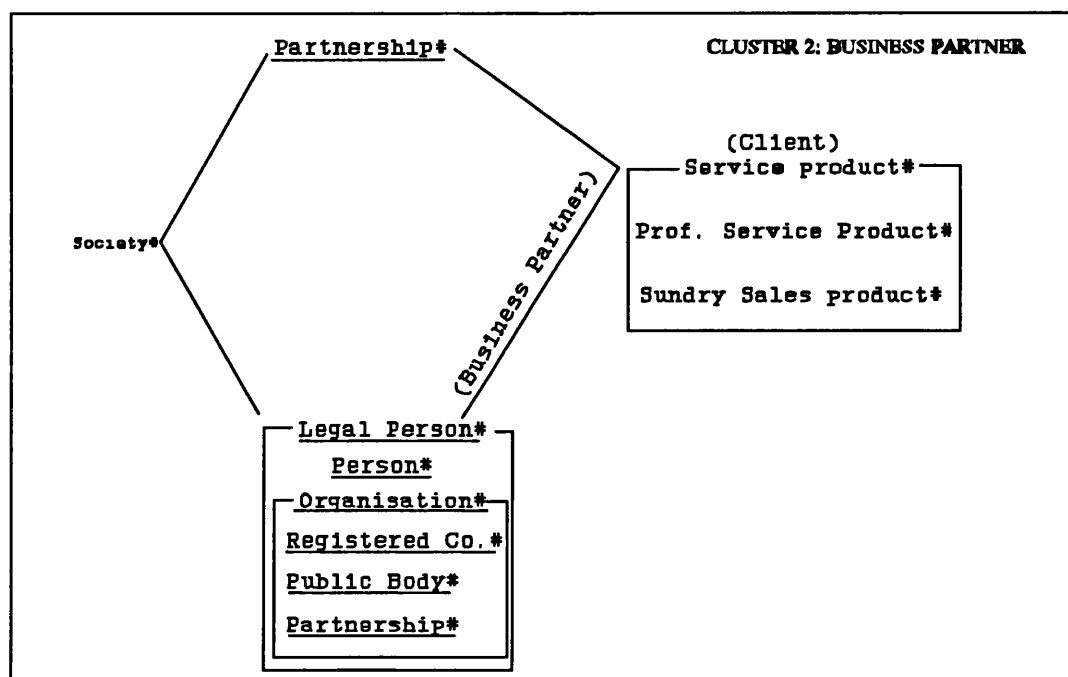 Partnership#
CLUSTER 2: BUSINESS PARTNER
(Client)
Service product#
Prof. Service Product#
Sundry Sales product#
Society#
(Business Partner)
Legal Person#
Person#
Organisation#
Registered Co.#
Public Body#
Partnership#